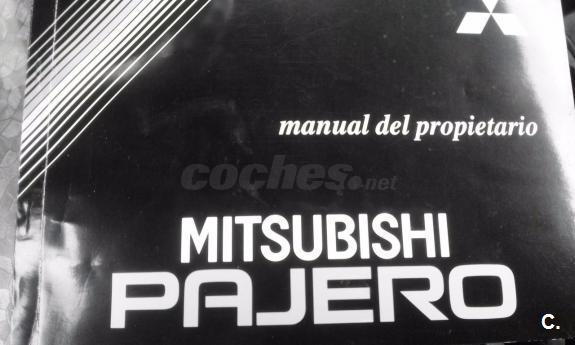 manual del propietario
coches.net
MITSUBISHI
PAJERO
C.